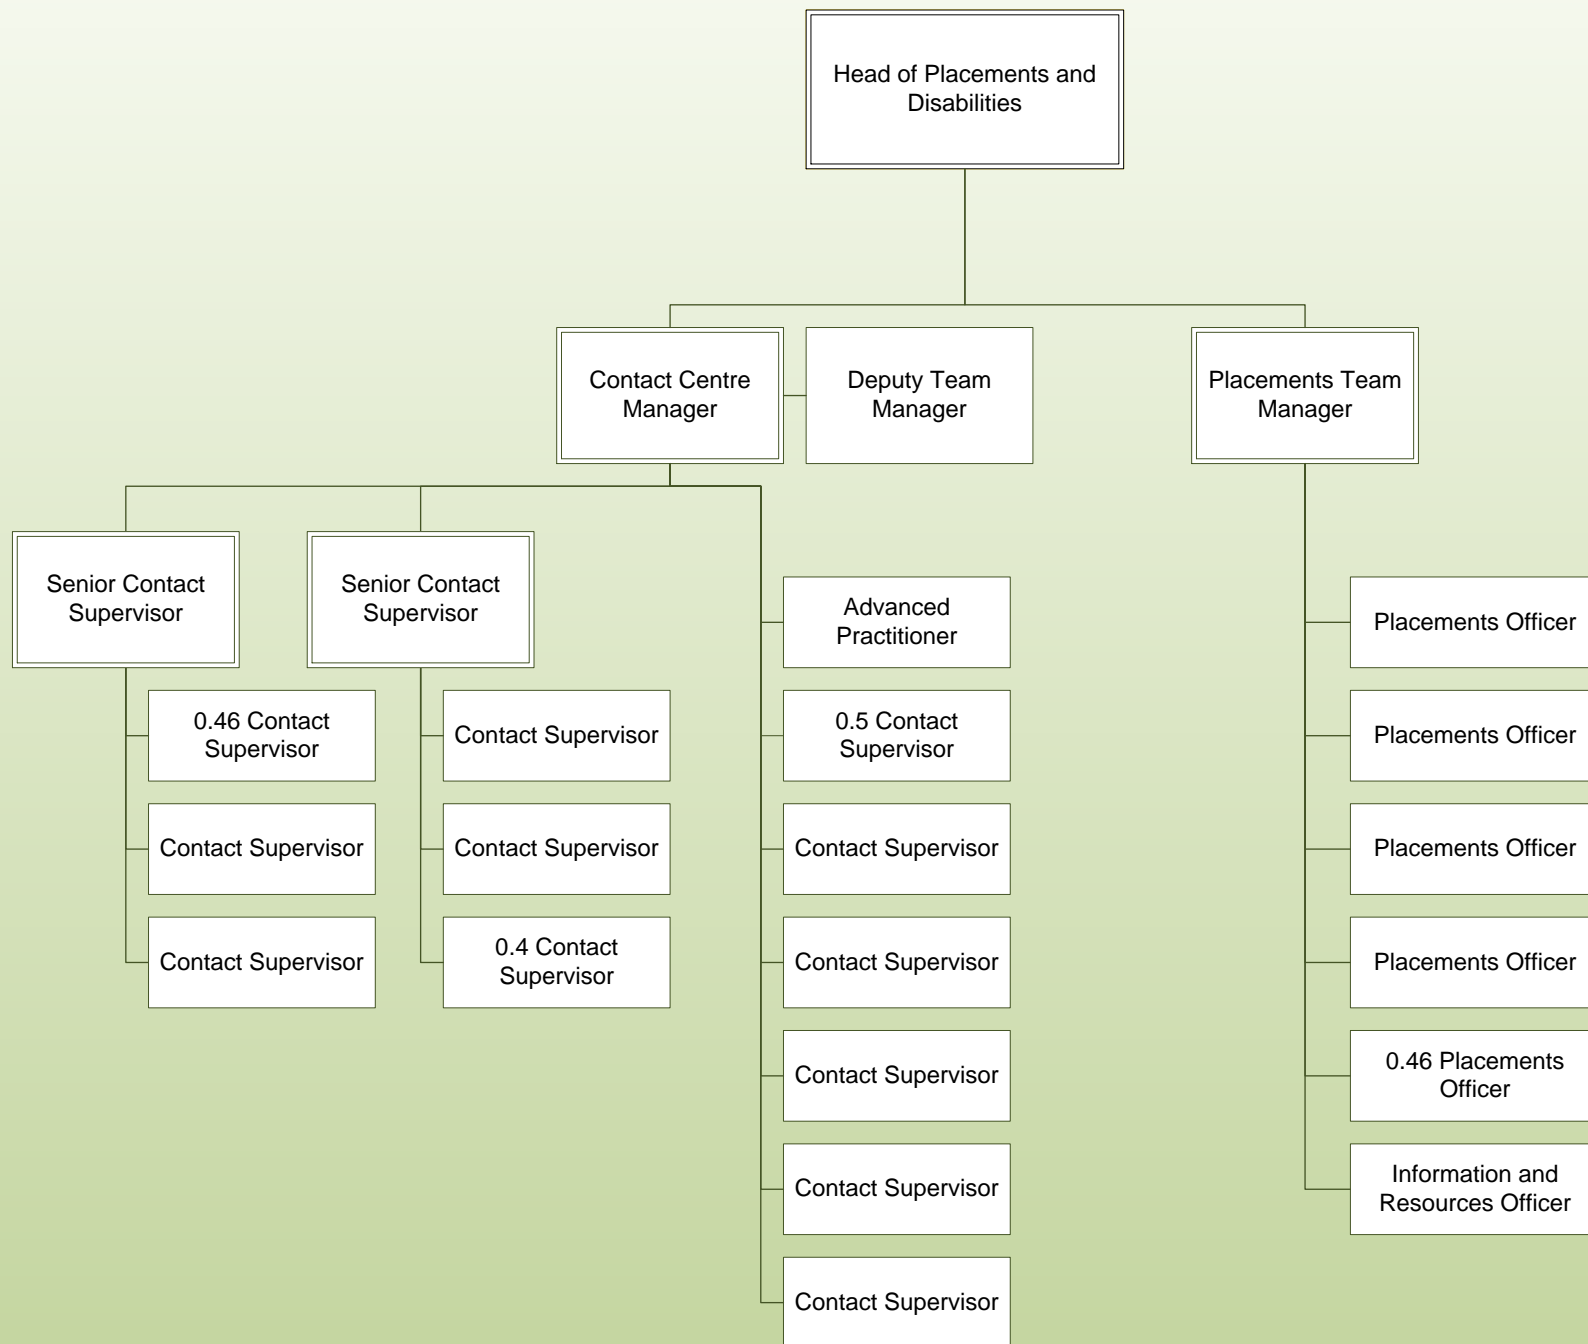 Head of Placements and
Disabilities
Contact Centre
Manager
Deputy Team
Manager
Placements Team
Manager
Senior Contact
Supervisor
0.46 Contact
Supervisor
Contact Supervisor
Contact Supervisor
Senior Contact
Supervisor
Contact Supervisor
Contact Supervisor
0.4 Contact
Supervisor
Advanced
Practitioner
0.5 Contact
Supervisor
Contact Supervisor
Contact Supervisor
Contact Supervisor
Contact Supervisor
Contact Supervisor
Placements Officer
Placements Officer
Placements Officer
Placements Officer
0.46 Placements
Officer
Information and
Resources Officer